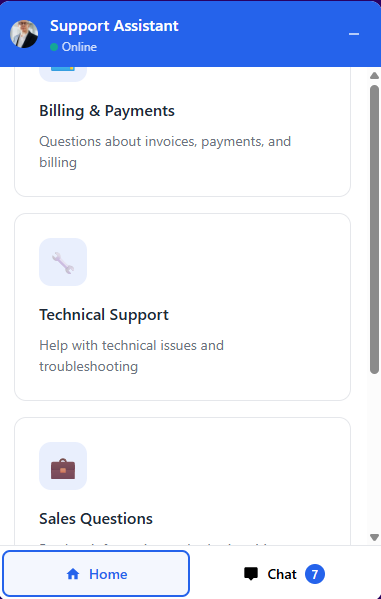 Support Assistant
Online
Billing & Payments
Questions about invoices, payments, and
billing
Technical Support
Help with technical issues and
troubleshooting
Sales Questions
Home
Chat 7